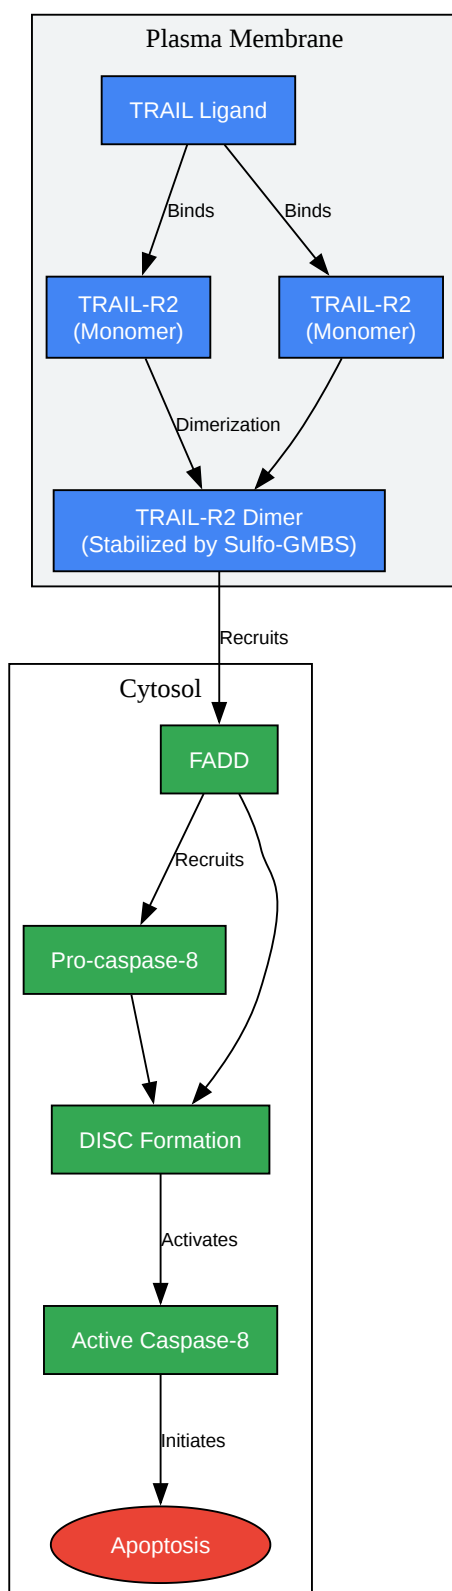 Plasma Membrane
TRAIL Ligand
Binds
Binds
TRAIL-R2
(Monomer)
TRAIL-R2
(Monomer)
Dimerization
TRAIL-R2 Dimer
(Stabilized by Sulfo-GMBS)
Recruits
Cytosol
FADD
Recruits
Pro-caspase-8
DISC Formation
Activates
Active Caspase-8
Initiates
Apoptosis